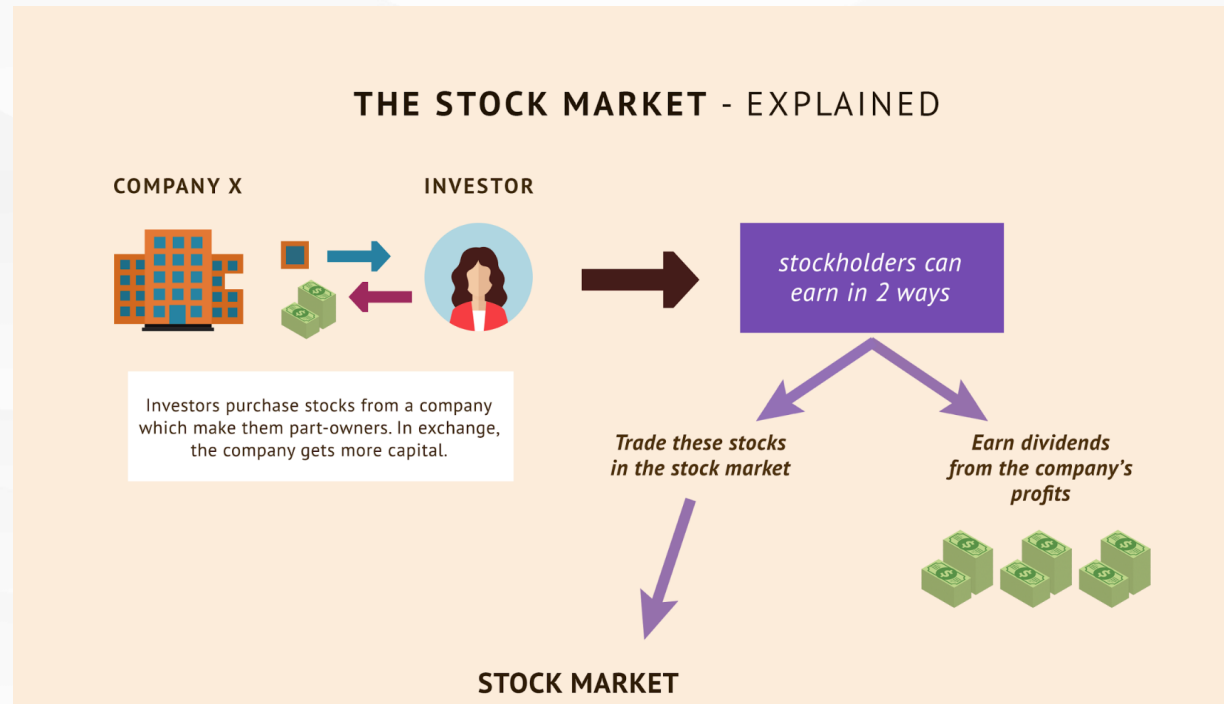 THE STOCK MARKET - EXPLAINED
COMPANY X
INVESTOR
stockholders can
earn in 2 ways
Investors purchase stocks from a company
which make them part-owners. In exchange,
the company gets more capital.
Trade these stocks
in the stock market
Earn dividends
from the company's
profits
STOCK MARKET